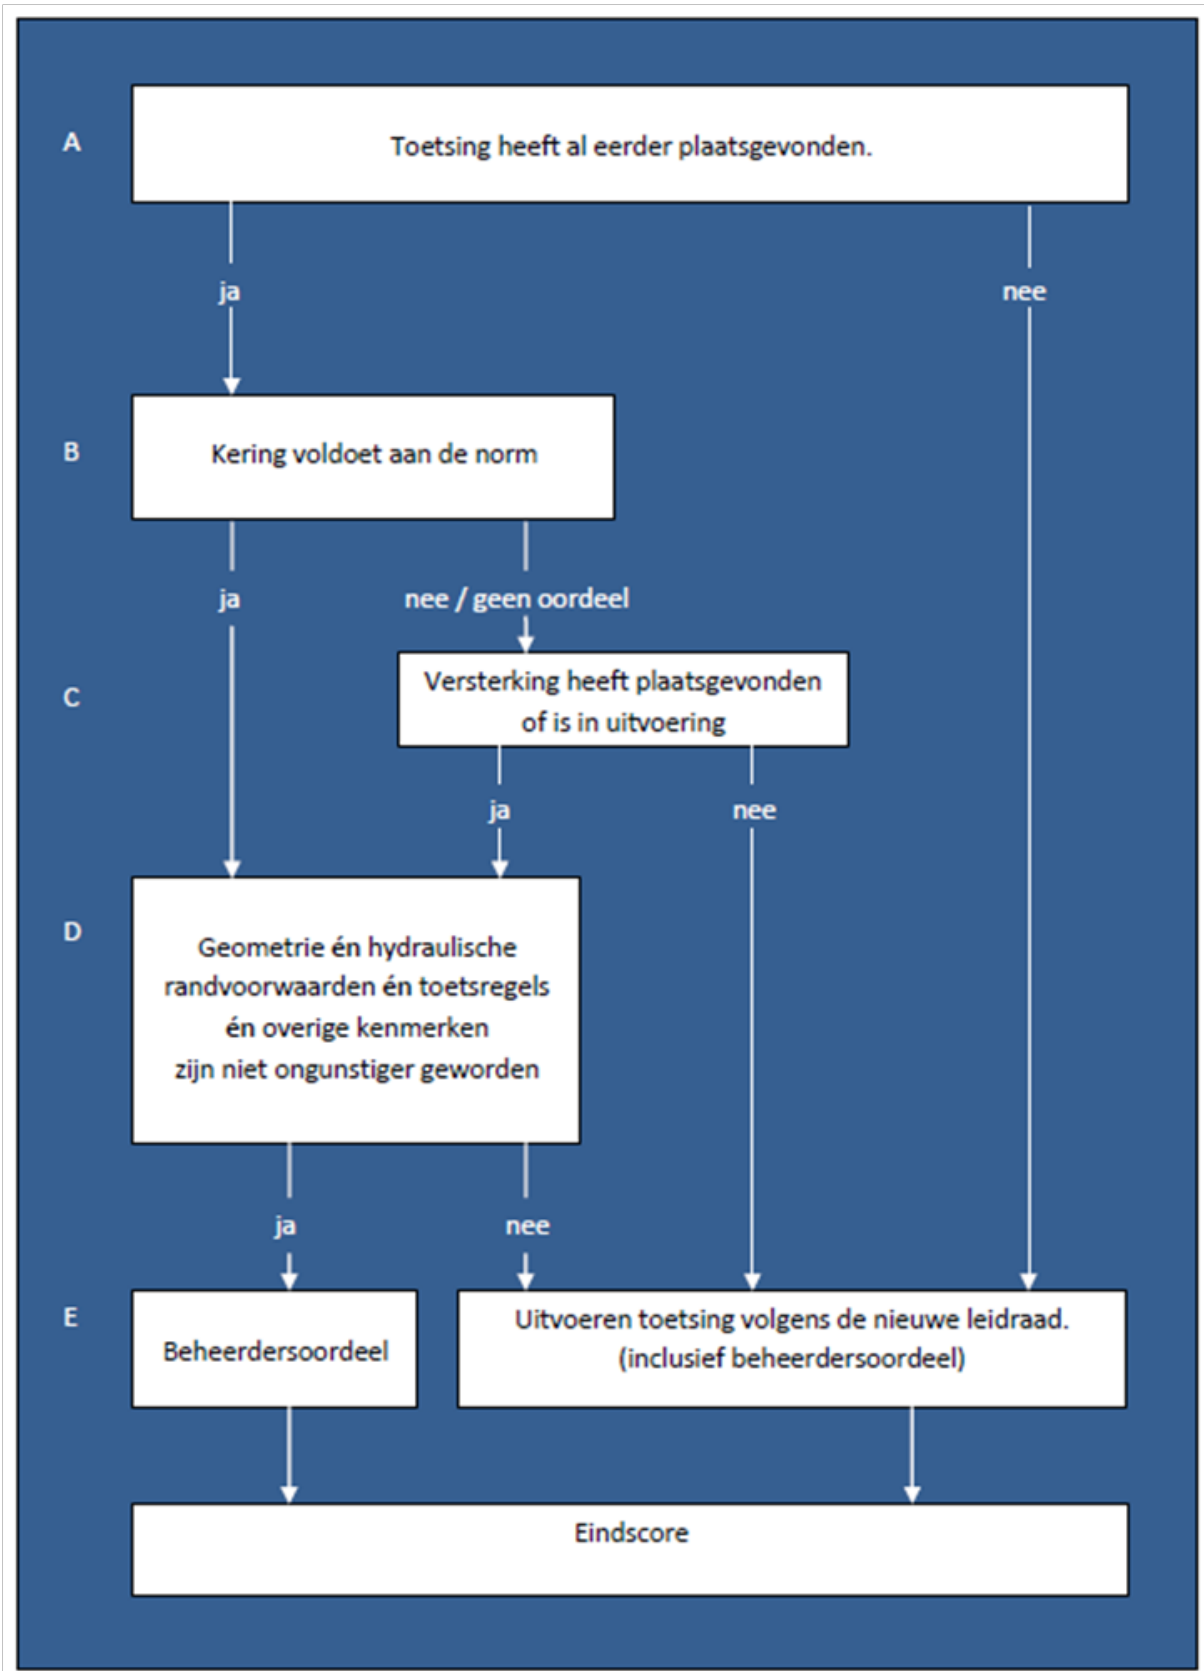 A
Toetsing heeft al eerder plaatsgevonden.
ja
nee
B
Kering voldoet aan de norm
ja
nee / geen oordeel
C
Versterking heeft plaatsgevonden
of is in uitvoering
ja
nee
D
Geometrie én hydraulische
randvoorwaarden én toetsregels
én overige kenmerken
zijn niet ongunstiger geworden
ja
nee
E
Beheerdersoordeel
Uitvoeren toetsing volgens de nieuwe leidraad.
(inclusief beheerdersoordeel)
Eindscore